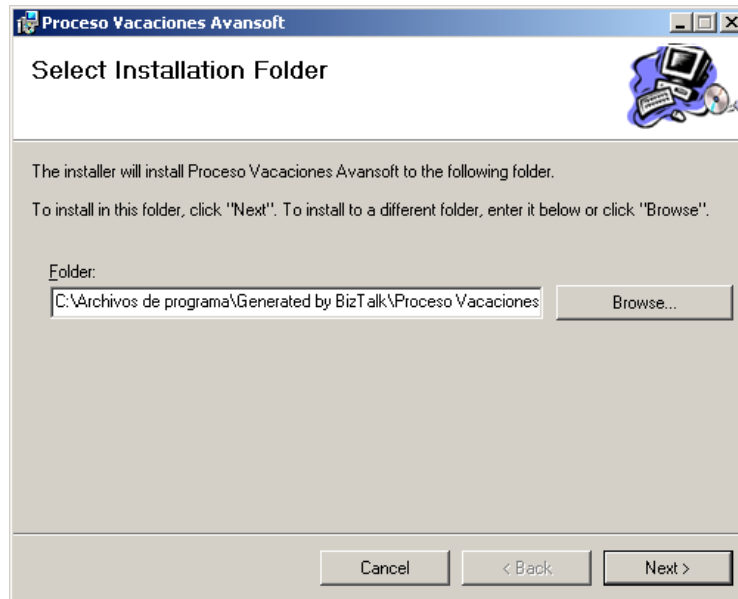 Proceso Vacaciones Avansoft
Select Installation Folder
The installer will install Proceso Vacaciones Avansoft to the following folder.
To install in this folder, click "Next". To install to a different folder, enter it below or click "Browse".
Folder:
C:\Archivos de programa\Generated by BizTalk\Proceso Vacaciones
Browse...
Cancel
< Back
Next >